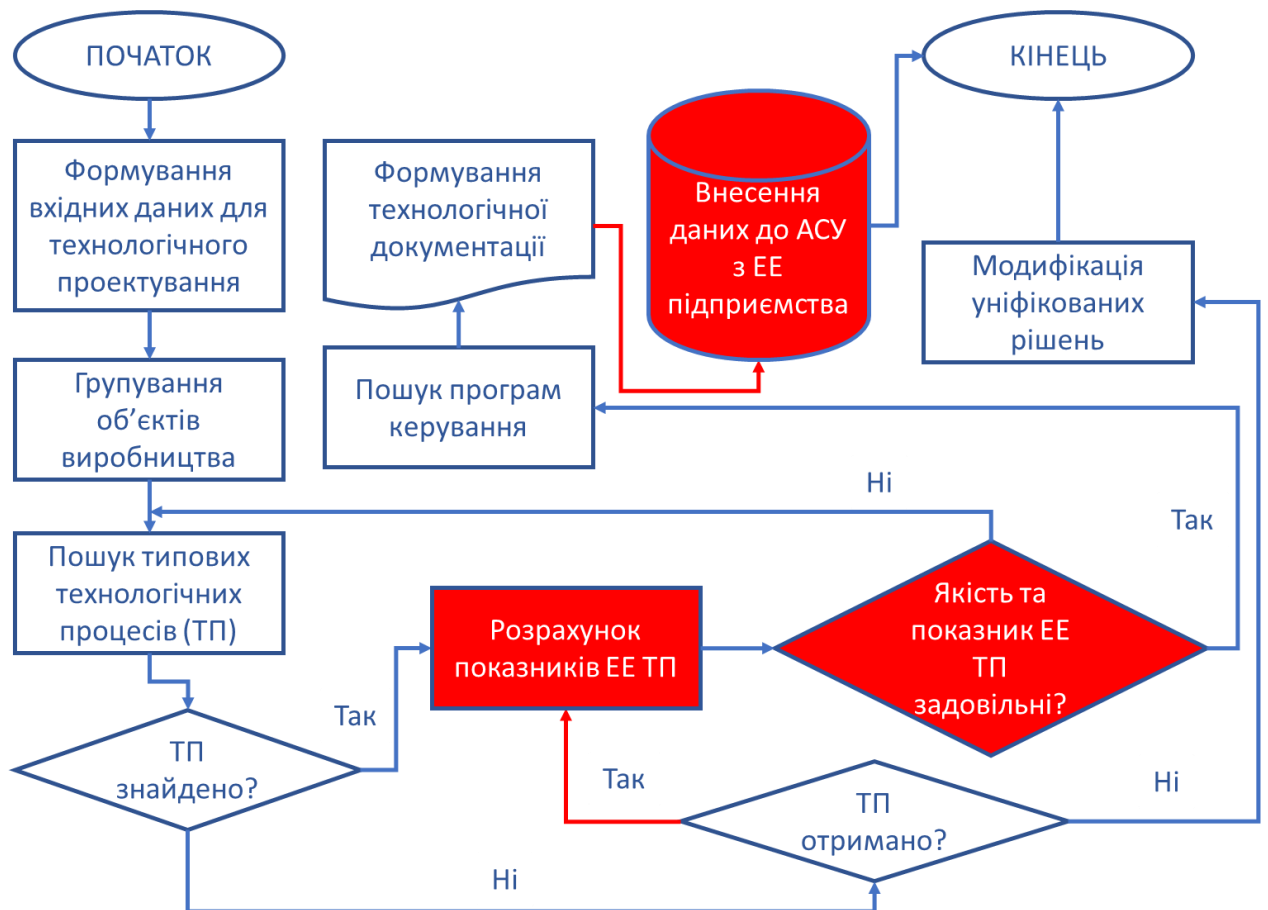 ПОЧАТОК
Формування
вхідних даних для
технологічного
проектування
Групування
об’єктів
виробництва
Пошук типових
технологічних
процесів (ТП)
ТП
знайдено?
Так
Ні
Розрахунок
показників ЕЕ ТП
Якість та
показник ЕЕ
ТП
задовільні?
Ні
Так
ТП
отримано?
Так
Ні
Пошук програм
керування
Формування
технологічної
документації
Внесення
даних до АСУ
з ЕЕ
підприємства
Модифікація
уніфікованих
рішень
КІНЕЦЬ